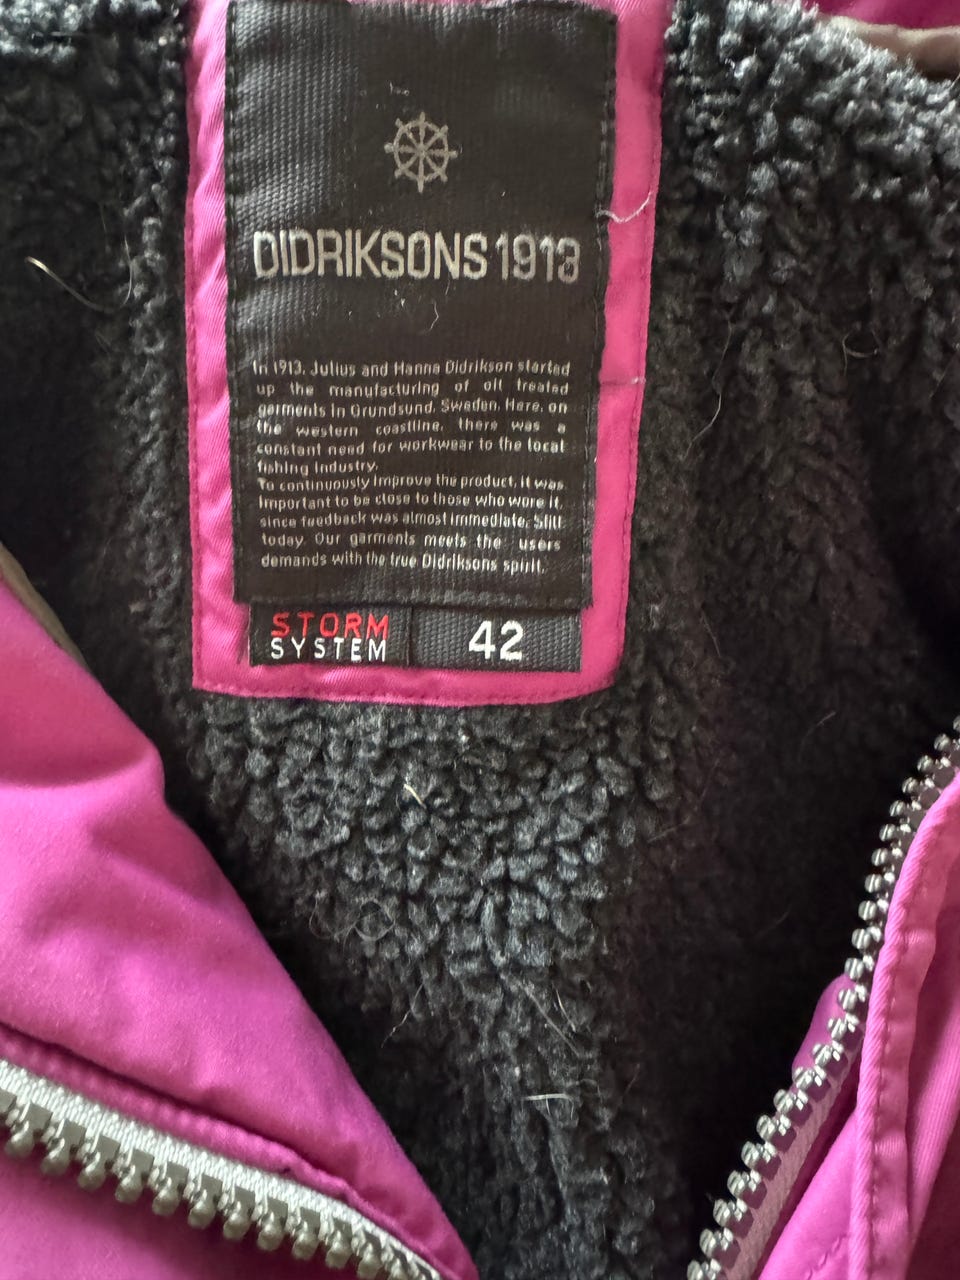 DIDRIKSONS 1913
In 1913, Julius and Hanna Didrikson started
up the manufacturing of oil treated
garments in Grundsund, Sweden. Here, on
the western coastline, there was a
constant need for workwear to the local
fishing industry.
To continuously improve the product, it was
important to be close to those who wore it,
since feedback was almost immediate. Still
today. Our garments meets the users
demands with the true Didriksons spirit.
STORM
SYSTEM
42